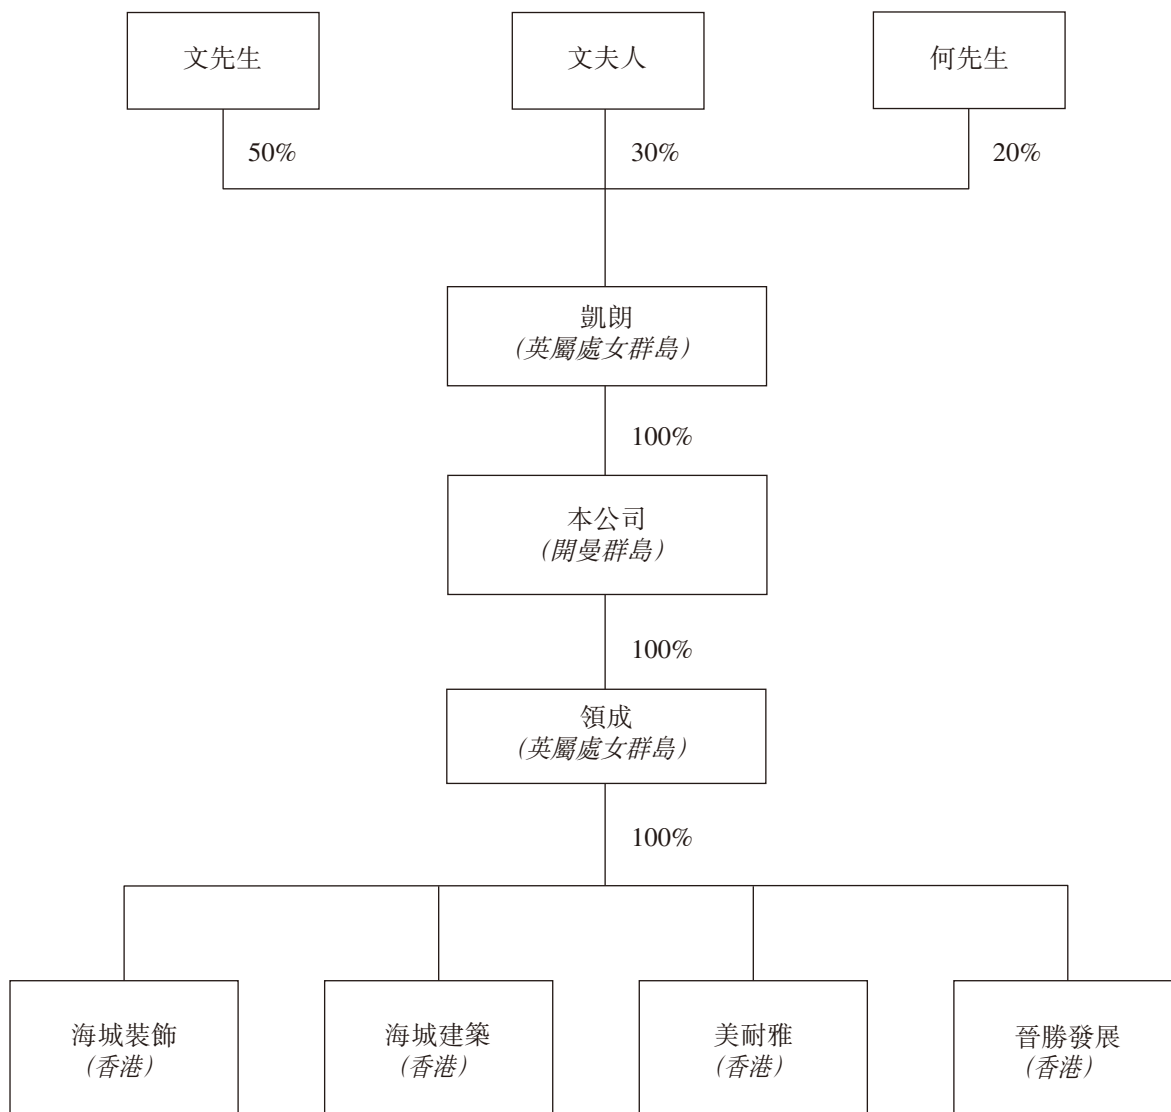 文先生
文夫人
何先生
50%
30%
20%
凱朗
(英屬處女群島)
100%
本公司
(開曼群島)
100%
領成
(英屬處女群島)
100%
海城裝飾
(香港)
海城建築
(香港)
美耐雅
(香港)
晉勝發展
(香港)